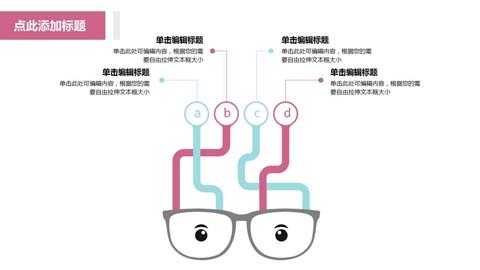 点此添加标题
单击编辑标题
单击此处可编辑内容，根据您的需
要自由拉伸文本框大小
单击编辑标题
单击此处可编辑内容，根据您的需
要自由拉伸文本框大小
单击编辑标题
单击此处可编辑内容，根据您的需
要自由拉伸文本框大小
单击编辑标题
单击此处可编辑内容，根据您的需
要自由拉伸文本框大小
a
b
c
d